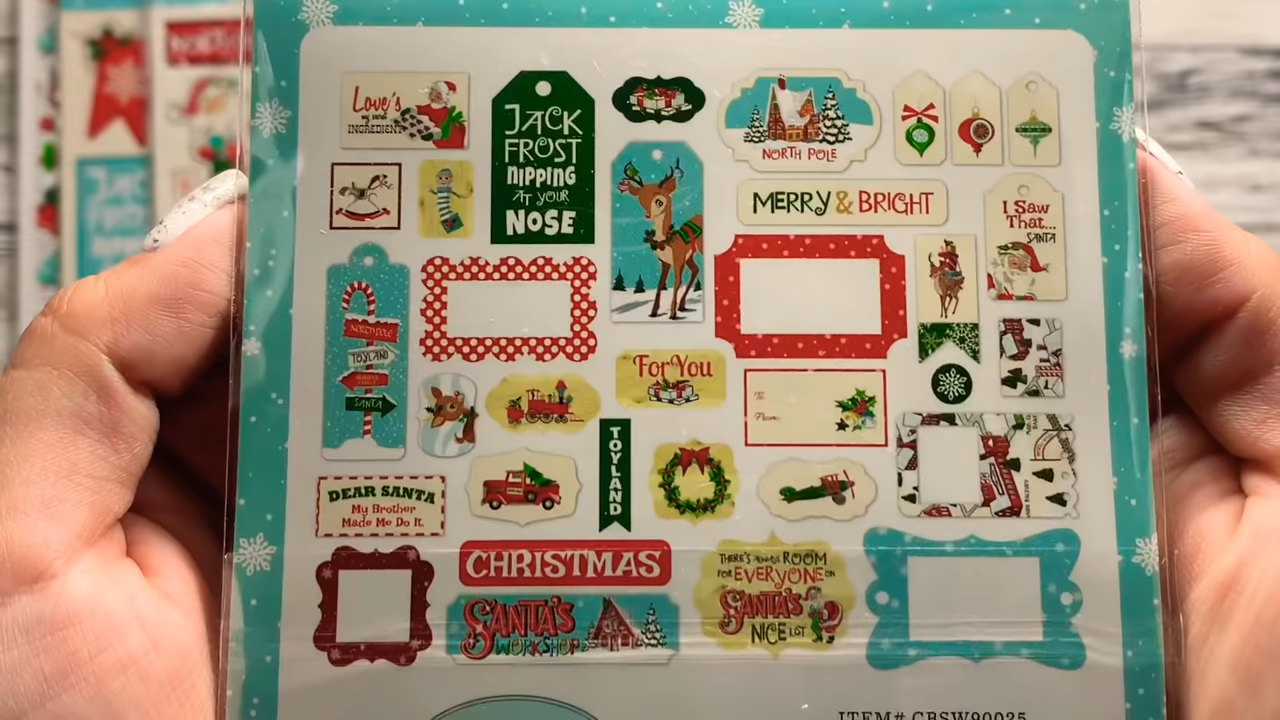 Love's
my secret
INGREDIENT
JACK
FROST
NIPPING
AT YOUR
NOSE
NORTH POLE
MERRY & BRIGHT
I Saw
That...
SANTA
NORTH POLE
TOYLAND
SANTA
For You
To:
From:
TOYLAND
DEAR SANTA
My Brother
Made Me Do It.
CHRISTMAS
SANTA'S
WORKSHOP
THERE'S ALWAYS ROOM
FOR EVERYONE ON
SANTA'S
NICE LIST
ITEM# CBSW90025